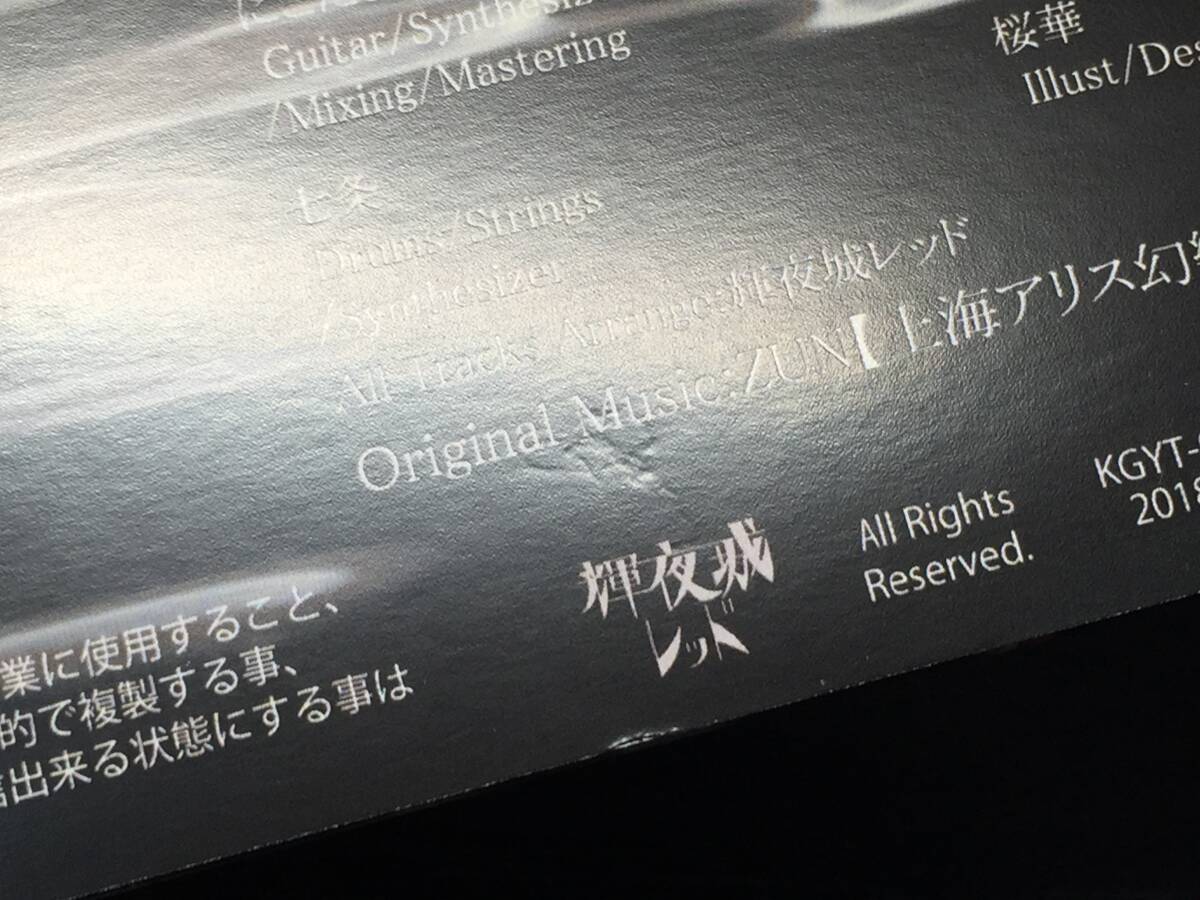 Guitar/Synthesiz
/Mixing/Mastering
七条
Drums/Strings
/Synthesizer
All Tracks Arrange:輝夜城レッド
Original Music:ZUN【上海アリス幻
桜華
Illust/Des
業に使用すること、
的で複製する事、
信出来る状態にする事は
輝夜城
レッド
All Rights
Reserved.
KGYT-
2018